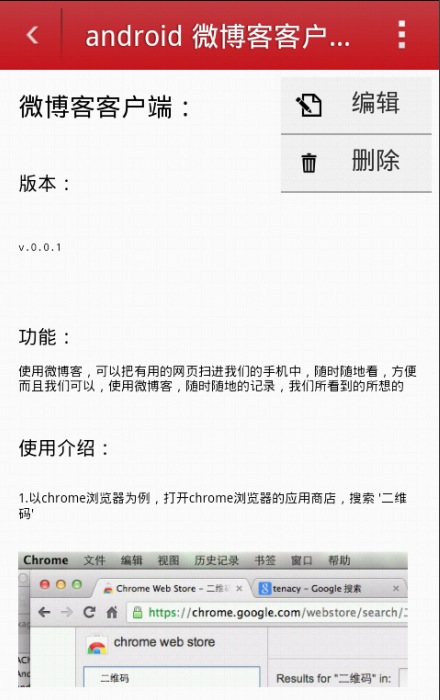 android 微博客客户...
微博客客户端：
编辑
删除
版本：
v.0.0.1
功能：
使用微博客，可以把有用的网页扫进我们的手机中，随时随地看，方便
而且我们可以，使用微博客，随时随地的记录，我们所看到的所想的
使用介绍：
1.以chrome浏览器为例，打开chrome浏览器的应用商店，搜索 '二维
码'
Chrome 文件 编辑 视图 历史记录 书签 窗口 帮助
Chrome Web Store - 二维
tenacy - Google 搜索
https://chrome.google.com/webstore/search/
chrome web store
二维码
Results for "二维码" in: